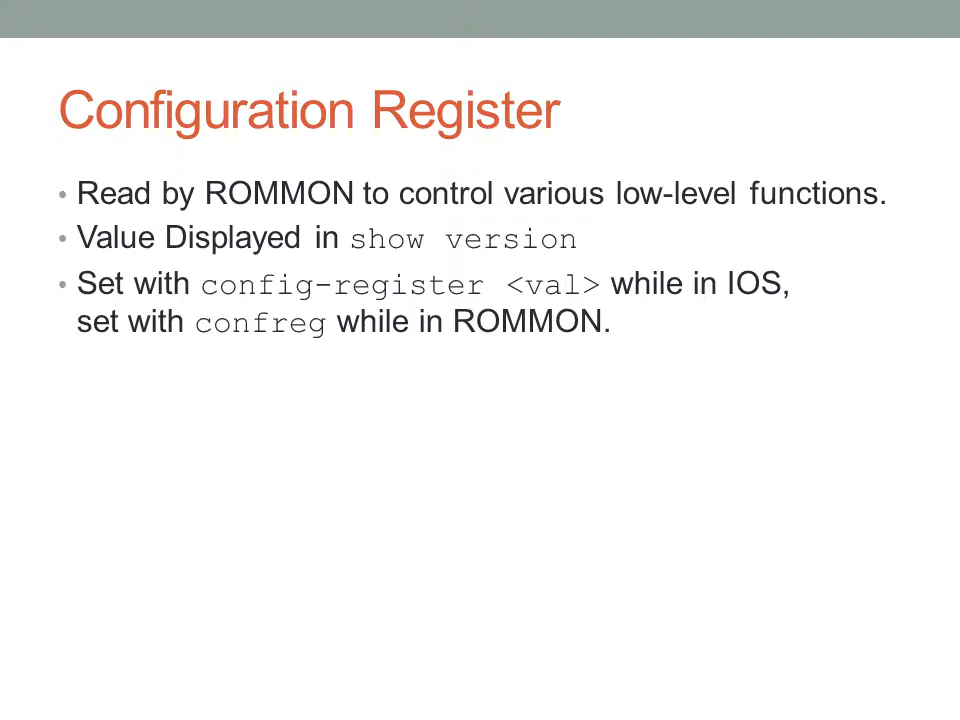 Configuration Register
• Read by ROMMON to control various low-level functions.
• Value Displayed in show version
• Set with config-register <val> while in IOS,
set with confreg while in ROMMON.